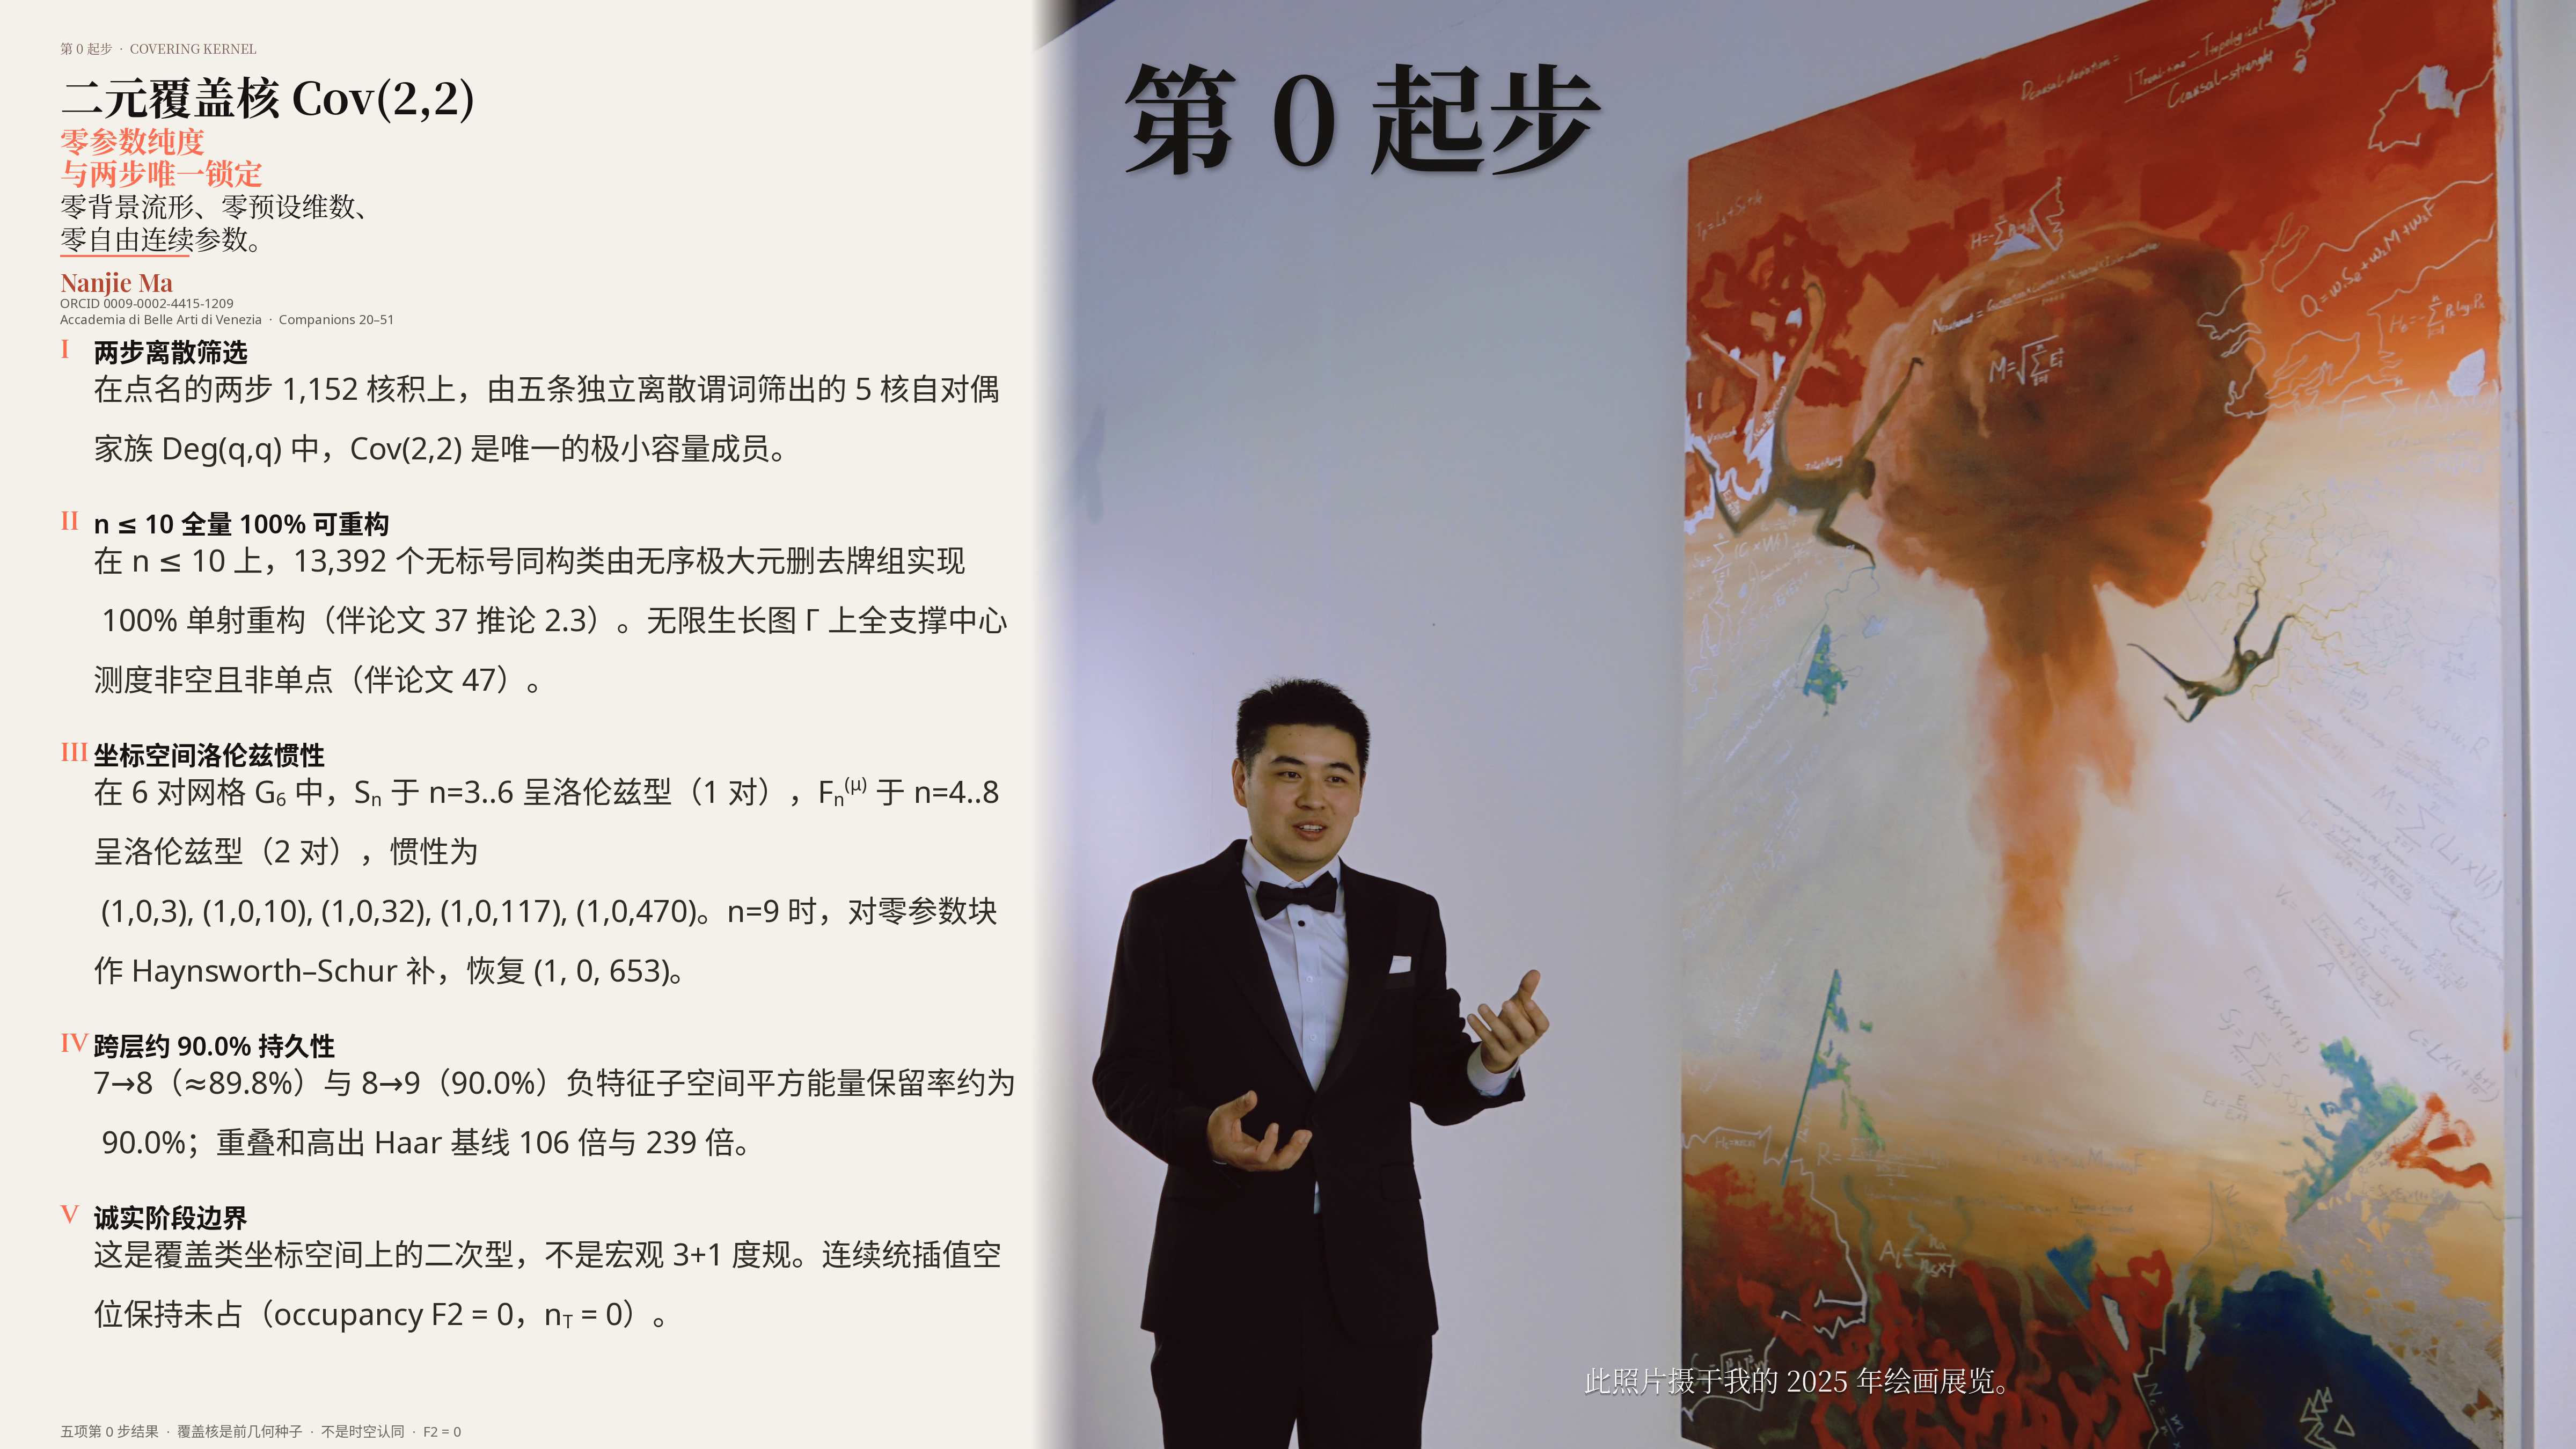 第 0 起步 · COVERING KERNEL
二元覆盖核 Cov(2,2)
零参数纯度
与两步唯一锁定
零背景流形、零预设维数、
零自由连续参数。
Nanjie Ma
ORCID 0009-0002-4415-1209
Accademia di Belle Arti di Venezia · Companions 20–51
I 两步离散筛选
在点名的两步 1,152 核积上，由五条独立离散谓词筛出的 5 核自对偶
家族 Deg(q,q) 中，Cov(2,2) 是唯一的极小容量成员。
II n ≤ 10 全量 100% 可重构
在 n ≤ 10 上，13,392 个无标号同构类由无序极大元删去牌组实现
100% 单射重构（伴论文 37 推论 2.3）。无限生长图 Γ 上全支撑中心
测度非空且非单点（伴论文 47）。
III 坐标空间洛伦兹惯性
在 6 对网格 G₆ 中，Sₙ 于 n=3..6 呈洛伦兹型（1 对），Fₙ⁽ᵘ⁾ 于 n=4..8
呈洛伦兹型（2 对），惯性为
(1,0,3), (1,0,10), (1,0,32), (1,0,117), (1,0,470)。n=9 时，对零参数块
作 Haynsworth–Schur 补，恢复 (1, 0, 653)。
IV 跨层约 90.0% 持久性
7→8（≈89.8%）与 8→9（90.0%）负特征子空间平方能量保留率约为
90.0%；重叠和高出 Haar 基线 106 倍与 239 倍。
V 诚实阶段边界
这是覆盖类坐标空间上的二次型，不是宏观 3+1 度规。连续统插值空
位保持未占（occupancy F2 = 0，n_T = 0）。
五项第 0 步结果 · 覆盖核是前几何种子 · 不是时空认同 · F2 = 0
第 0 起步
此照片摄于我的 2025 年绘画展览。